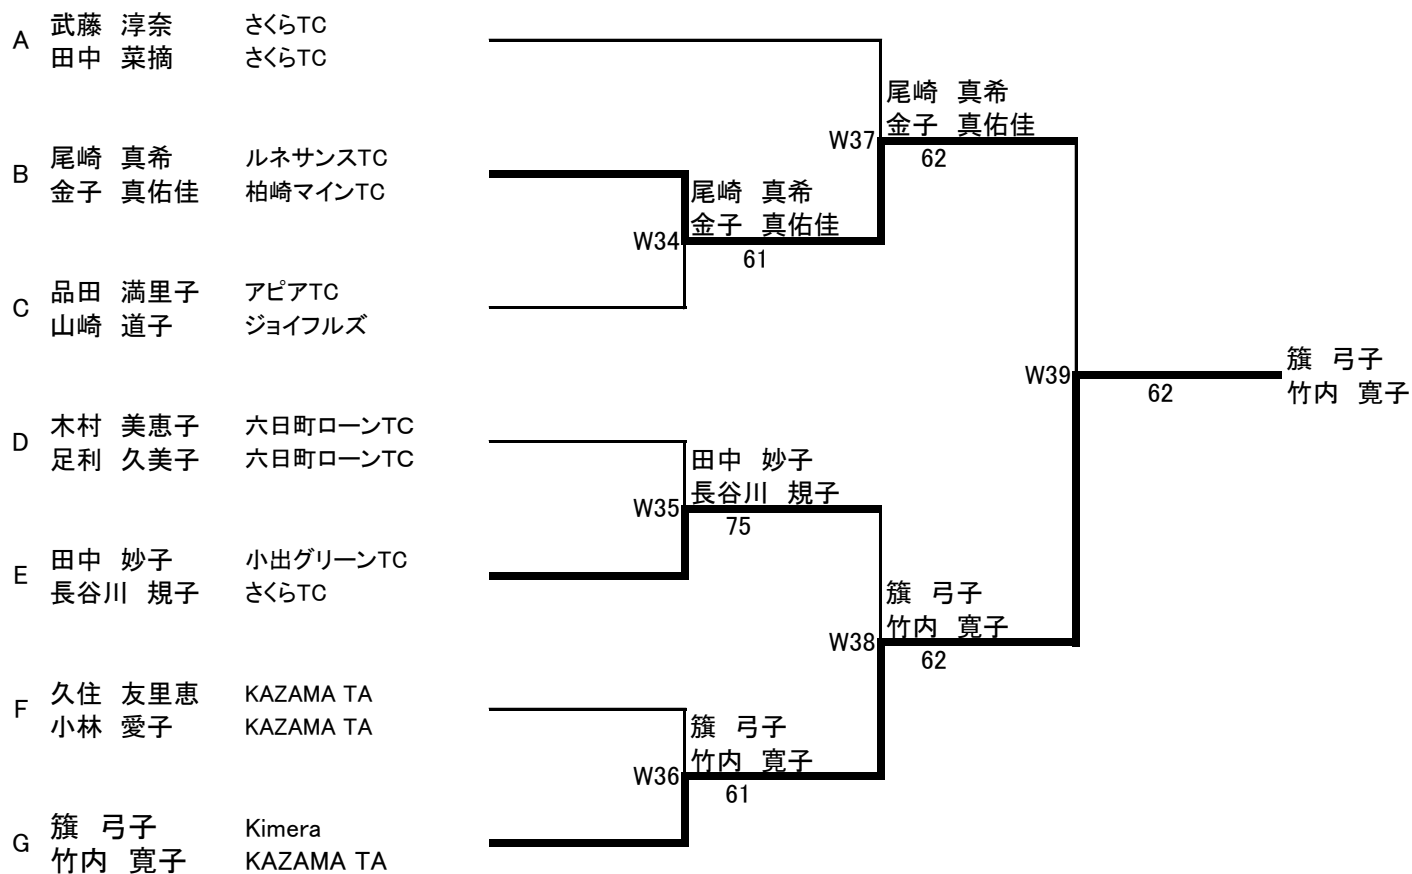 A
武藤　淳奈　さくらTC
田中　菜摘　さくらTC
B
尾崎　真希　ルネサンスTC
金子　真佑佳　柏崎マインTC
C
品田　満里子　アピアTC
山崎　道子　ジョイフルズ
D
木村　美恵子　六日町ローンTC
足利　久美子　六日町ローンTC
E
田中　妙子　小出グリーンTC
長谷川　規子　さくらTC
F
久住　友里恵　KAZAMA TA
小林　愛子　KAZAMA TA
G
籏　弓子　Kimera
竹内　寛子　KAZAMA TA
W34
尾崎　真希
金子　真佑佳
61
W35
田中　妙子
長谷川　規子
75
W36
籏　弓子
竹内　寛子
61
W37
尾崎　真希
金子　真佑佳
62
W38
籏　弓子
竹内　寛子
62
W39
62
籏　弓子
竹内　寛子